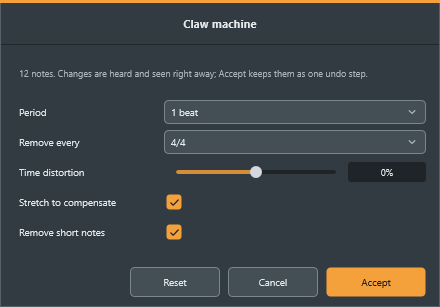 Claw machine
12 notes. Changes are heard and seen right away; Accept keeps them as one undo step.
Period 1 beat
Remove every 4/4
Time distortion 0%
Stretch to compensate
Remove short notes
Reset Cancel Accept